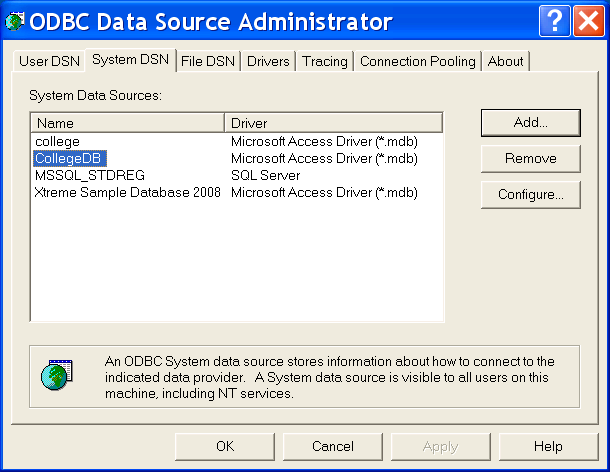 ODBC Data Source Administrator
User DSN System DSN File DSN Drivers Tracing Connection Pooling About
System Data Sources:
Name Driver
college Microsoft Access Driver (*.mdb)
CollegeDB Microsoft Access Driver (*.mdb)
MSSQL_STDREG SQL Server
Xtreme Sample Database 2008 Microsoft Access Driver (*.mdb)
Add...
Remove
Configure...
An ODBC System data source stores information about how to connect to the
indicated data provider. A System data source is visible to all users on this
machine, including NT services.
OK Cancel Apply Help